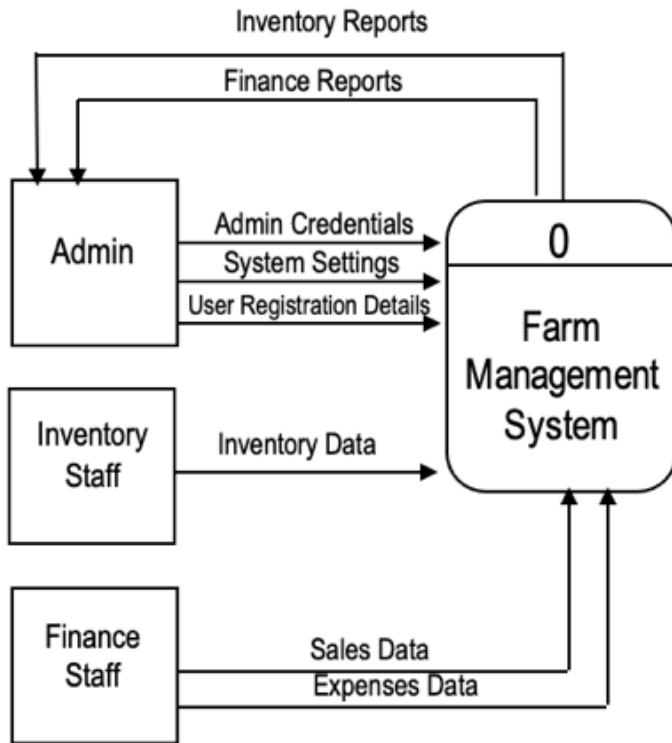 Inventory Reports
Finance Reports
Admin
Admin Credentials
System Settings
User Registration Details
0
Farm
Management
System
Inventory
Staff
Inventory Data
Finance
Staff
Sales Data
Expenses Data